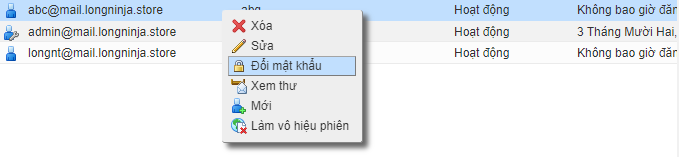 abc@mail.longninja.store abg Hoạt động Không bao giờ đăn
admin@mail.longninja.store Hoạt động 3 Tháng Mười Hai,
longnt@mail.longninja.store Hoạt động Không bao giờ đăn
Xóa
Sửa
Đổi mật khẩu
Xem thư
Mới
Làm vô hiệu phiên